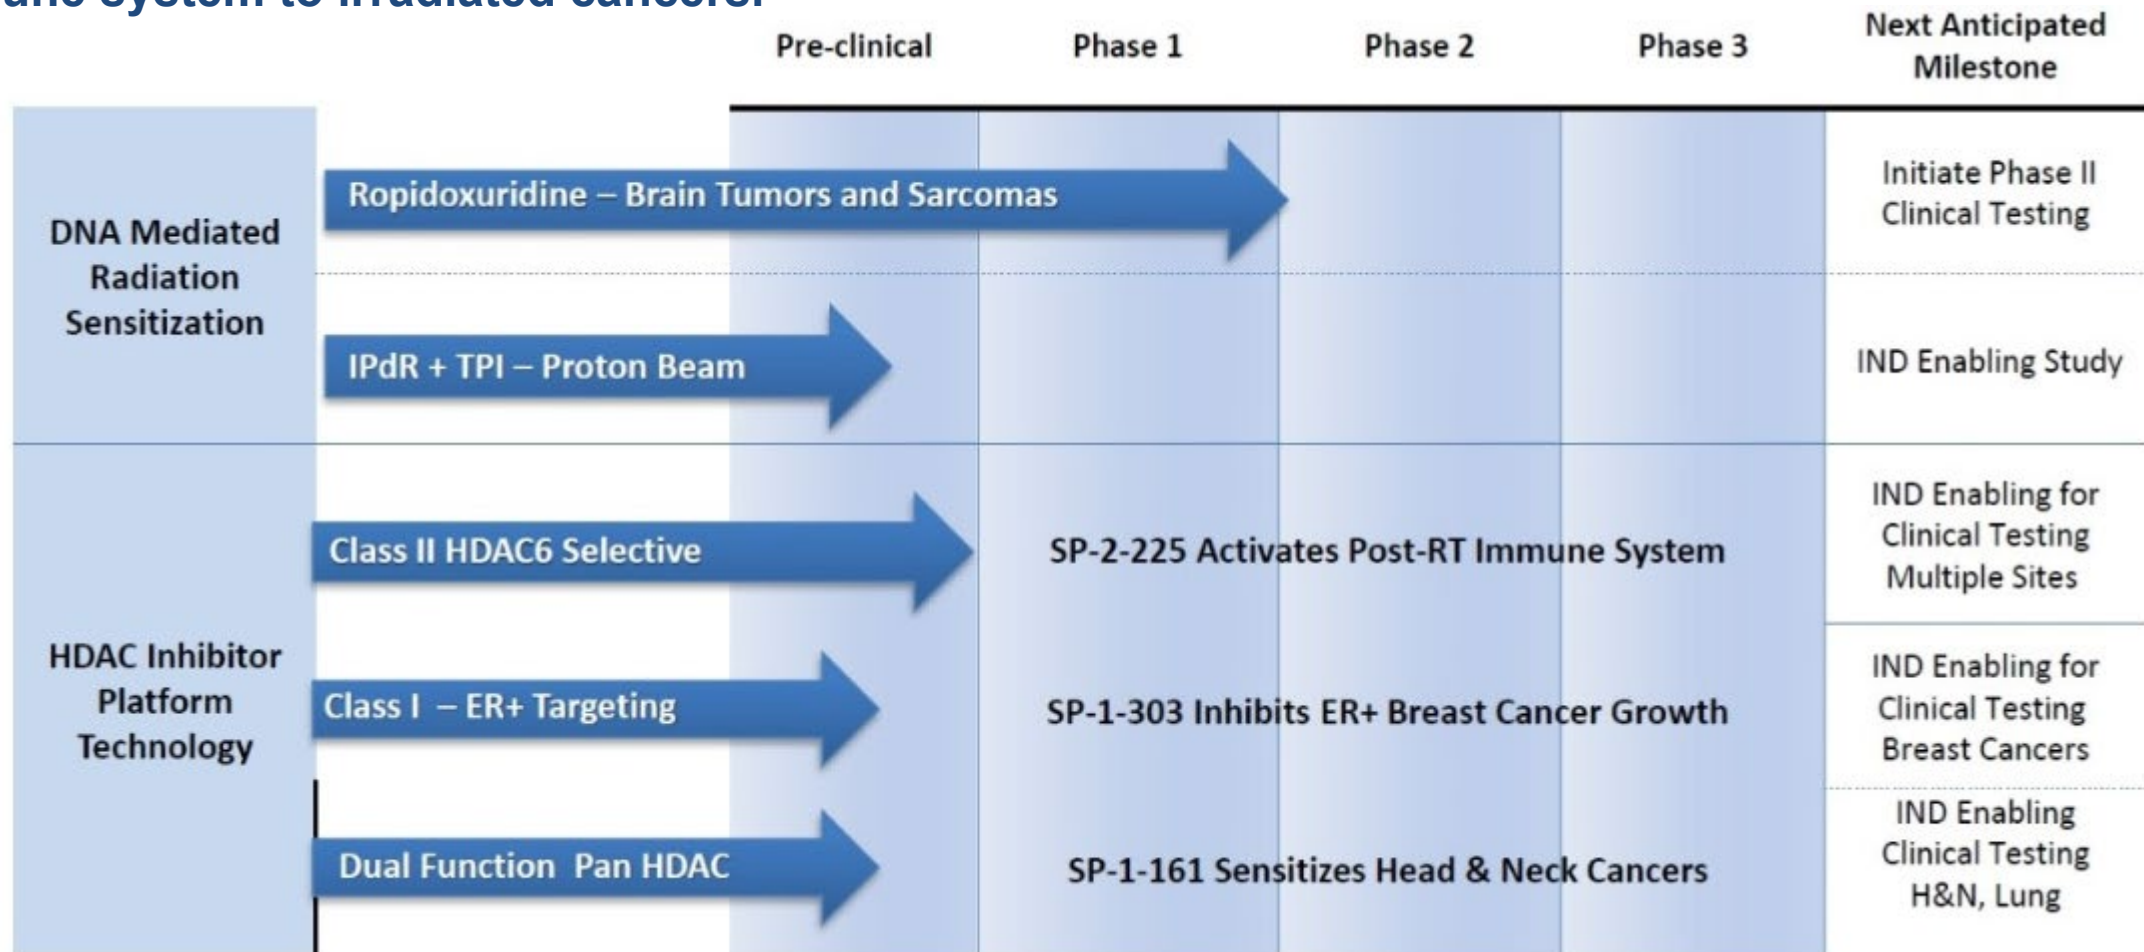 system to irradiated cancers.
Pre-clinical
Phase 1
Phase 2
Phase 3
Next Anticipated
Milestone
DNA Mediated
Radiation
Sensitization
Ropidoxuridine – Brain Tumors and Sarcomas
Initiate Phase II
Clinical Testing
IPdR + TPI – Proton Beam
IND Enabling Study
HDAC Inhibitor
Platform
Technology
Class II HDAC6 Selective
SP-2-225 Activates Post-RT Immune System
IND Enabling for
Clinical Testing
Multiple Sites
Class I – ER+ Targeting
SP-1-303 Inhibits ER+ Breast Cancer Growth
IND Enabling for
Clinical Testing
Breast Cancers
Dual Function Pan HDAC
SP-1-161 Sensitizes Head & Neck Cancers
IND Enabling
Clinical Testing
H&N, Lung